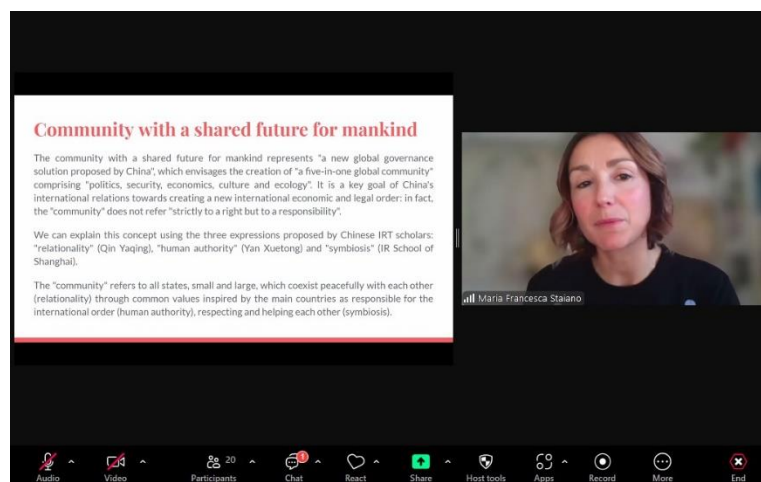 Community with a shared future for mankind
The community with a shared future for mankind represents "a new global governance
solution proposed by China", which envisages the creation of "a five-in-one global community"
comprising "politics, security, economics, culture and ecology". It is a key goal of China's
international relations towards creating a new international economic and legal order: in fact,
the "community" does not refer "strictly to a right but to a responsibility".
We can explain this concept using the three expressions proposed by Chinese IRT scholars:
"relationality" (Qin Yaqing), "human authority" (Yan Xuetong) and "symbiosis" (IR School of
Shanghai).
The "community" refers to all states, small and large, which coexist peacefully with each other
(relationality) through common values inspired by the main countries as responsible for the
international order (human authority), respecting and helping each other (symbiosis).
Maria Francesca Staiano
20
1
Audio Video Participants Chat React Share Host tools Apps Record More End